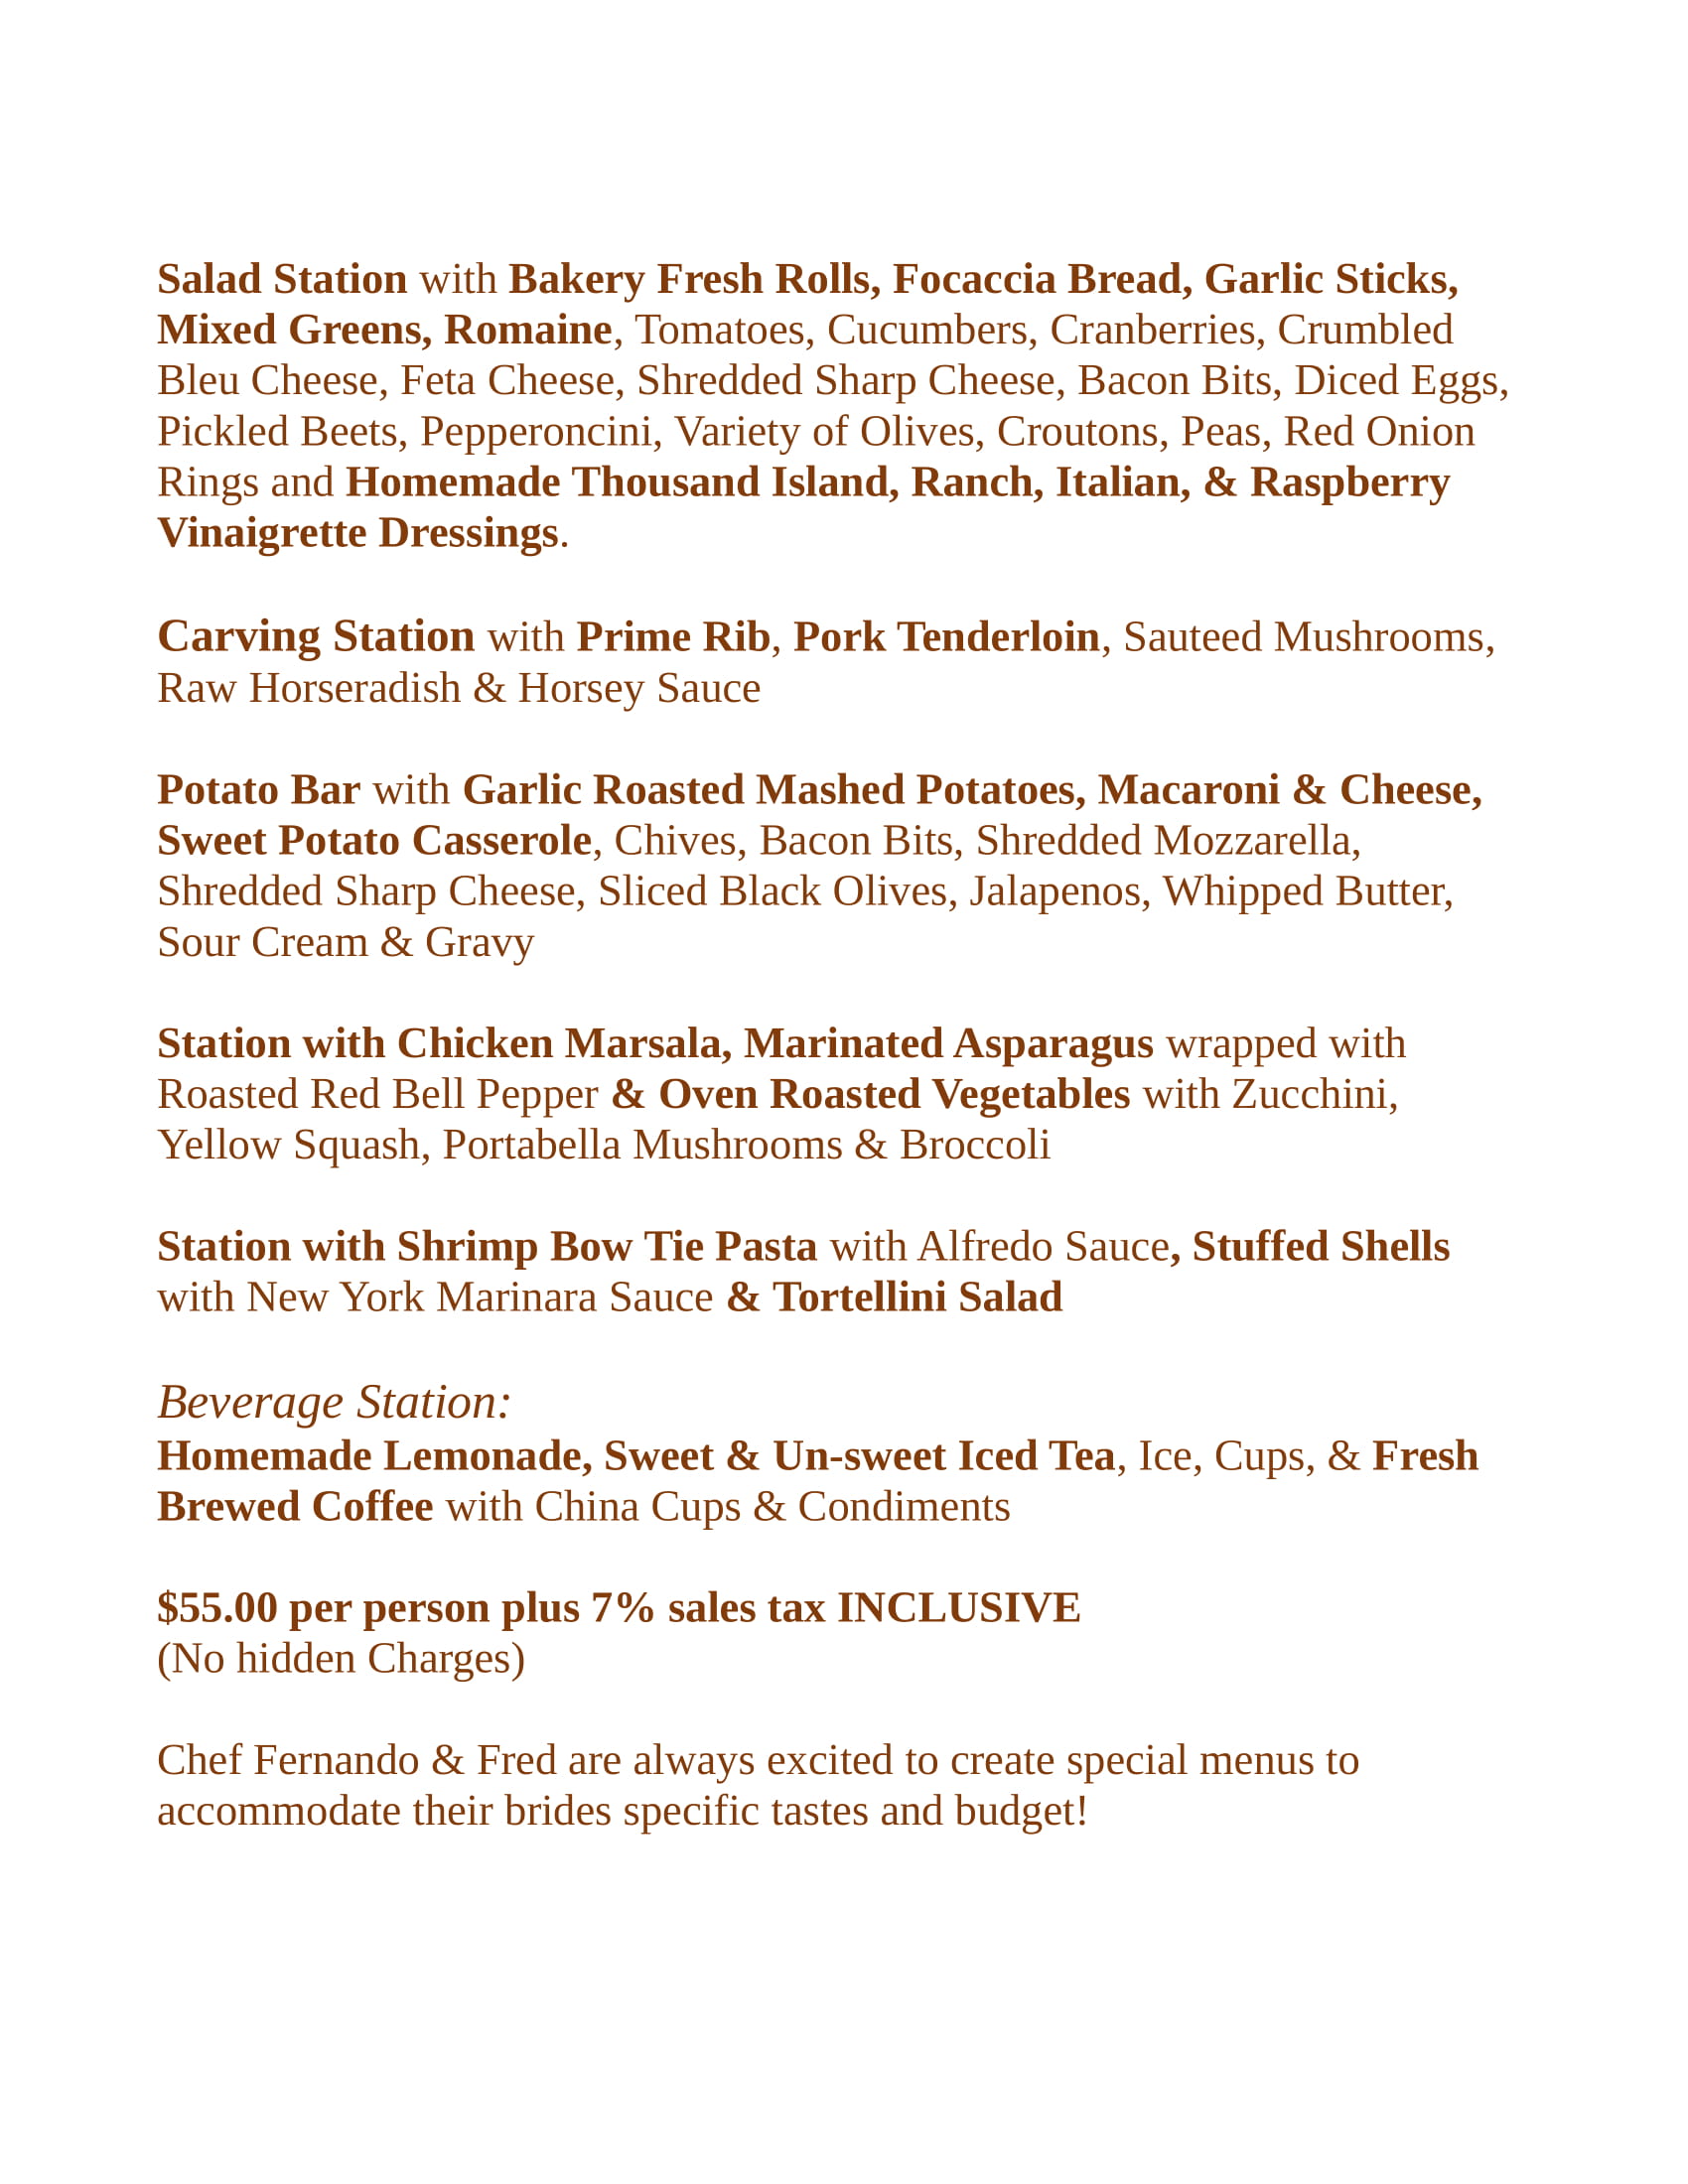 Salad Station with Bakery Fresh Rolls, Focaccia Bread, Garlic Sticks,
Mixed Greens, Romaine, Tomatoes, Cucumbers, Cranberries, Crumbled
Bleu Cheese, Feta Cheese, Shredded Sharp Cheese, Bacon Bits, Diced Eggs,
Pickled Beets, Pepperoncini, Variety of Olives, Croutons, Peas, Red Onion
Rings and Homemade Thousand Island, Ranch, Italian, & Raspberry
Vinaigrette Dressings.
Carving Station with Prime Rib, Pork Tenderloin, Sauteed Mushrooms,
Raw Horseradish & Horsey Sauce
Potato Bar with Garlic Roasted Mashed Potatoes, Macaroni & Cheese,
Sweet Potato Casserole, Chives, Bacon Bits, Shredded Mozzarella,
Shredded Sharp Cheese, Sliced Black Olives, Jalapenos, Whipped Butter,
Sour Cream & Gravy
Station with Chicken Marsala, Marinated Asparagus wrapped with
Roasted Red Bell Pepper & Oven Roasted Vegetables with Zucchini,
Yellow Squash, Portabella Mushrooms & Broccoli
Station with Shrimp Bow Tie Pasta with Alfredo Sauce, Stuffed Shells
with New York Marinara Sauce & Tortellini Salad
Beverage Station:
Homemade Lemonade, Sweet & Un-sweet Iced Tea, Ice, Cups, & Fresh
Brewed Coffee with China Cups & Condiments
$55.00 per person plus 7% sales tax INCLUSIVE
(No hidden Charges)
Chef Fernando & Fred are always excited to create special menus to
accommodate their brides specific tastes and budget!